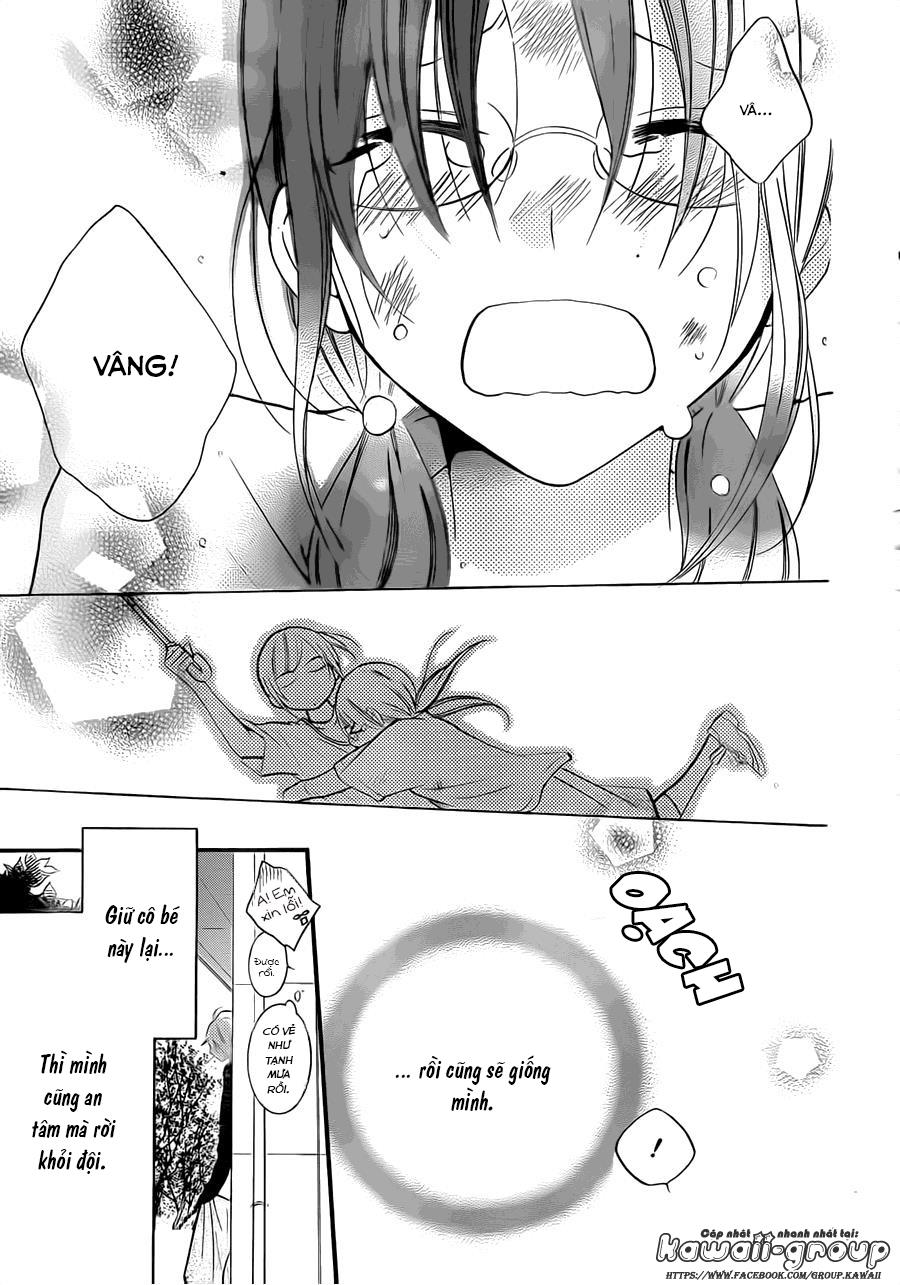 VÂ...
VÂNG!
OẠCH
!
... rồi cũng sẽ giống
mình.
A! Em
xin lỗi!
Được
rồi.
CÓ VẺ
NHƯ
TẠNH
MƯA
RỒI.
Giữ cô bé
này lại...
Thì mình
cũng an
tâm mà rời
khỏi đội.
Cập nhật nhanh nhất tại:
Kawaii-group
HTTPS://WWW.FACEBOOK.COM/GROUP.KAWAII